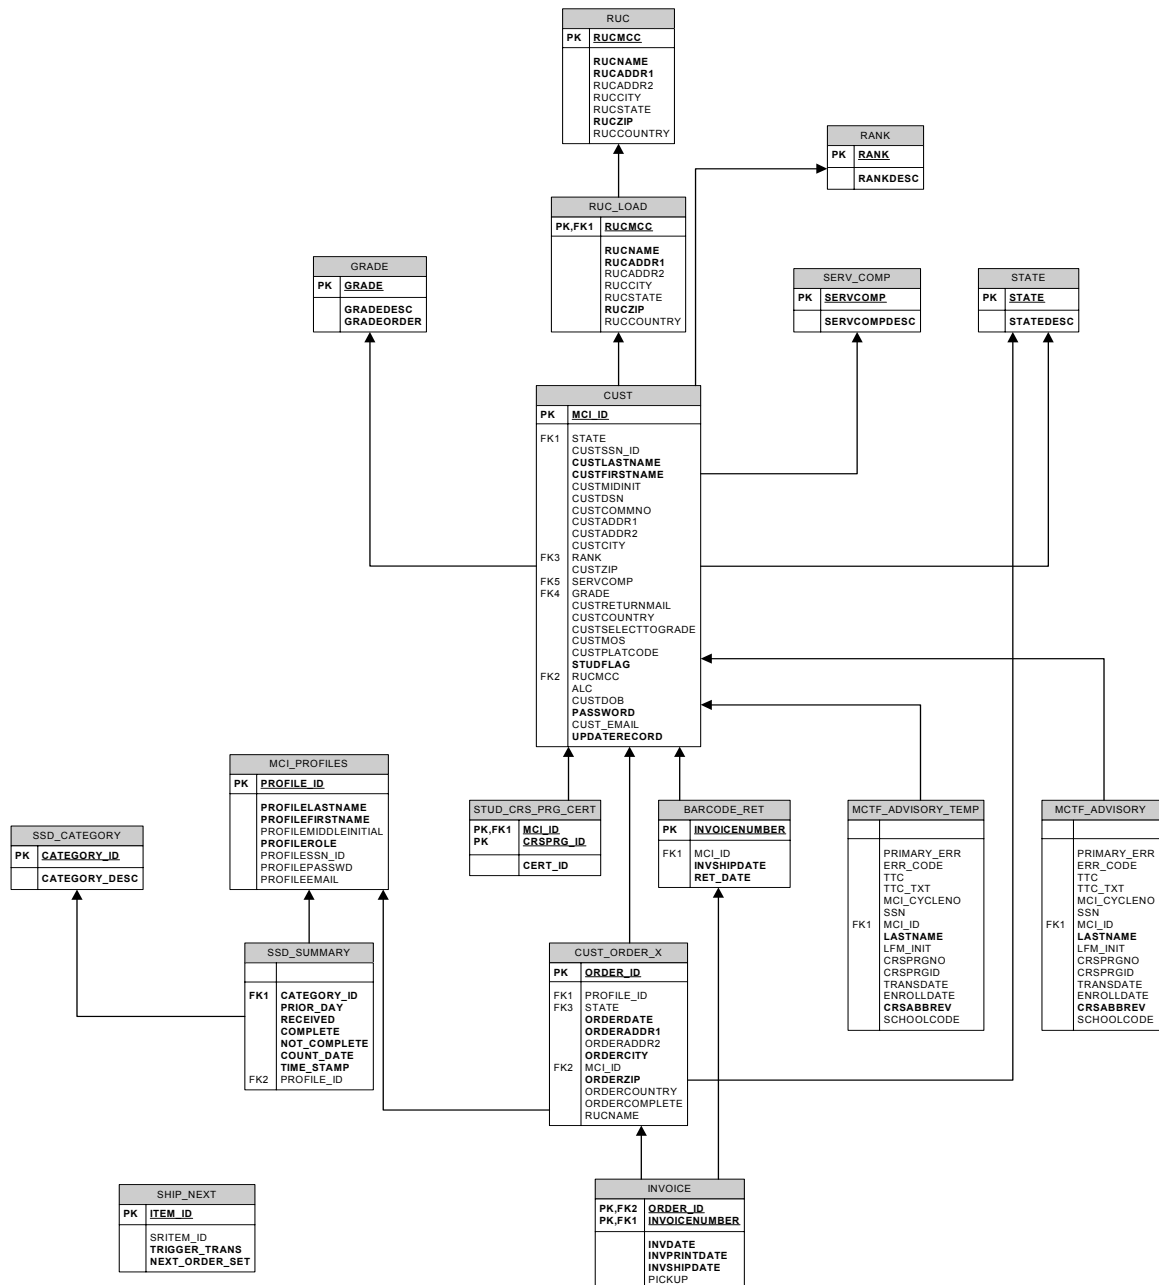 RUC
PK RUCMCC
RUCNAME
RUCADDR1
RUCADDR2
RUCCITY
RUCSTATE
RUCZIP
RUCCOUNTRY
RANK
PK RANK
RANKDESC
RUC_LOAD
PK,FK1 RUCMCC
RUCNAME
RUCADDR1
RUCADDR2
RUCCITY
RUCSTATE
RUCZIP
RUCCOUNTRY
GRADE
PK GRADE
GRADEDESC
GRADEORDER
SERV_COMP
PK SERVCOMP
SERVCOMPDESC
STATE
PK STATE
STATEDESC
CUST
PK MCI_ID
FK1 STATE
CUSTSSN_ID
CUSTLASTNAME
CUSTFIRSTNAME
CUSTMIDINIT
CUSTDSN
CUSTCOMMNO
CUSTADDR1
CUSTADDR2
CUSTCITY
FK3 RANK
CUSTZIP
FK5 SERVCOMP
FK4 GRADE
CUSTRETURNMAIL
CUSTCOUNTRY
CUSTSELECTTOGRADE
CUSTMOS
CUSTPLATCODE
STUDFLAG
FK2 RUCMCC
ALC
CUSTDOB
PASSWORD
CUST_EMAIL
UPDATERECORD
MCI_PROFILES
PK PROFILE_ID
PROFILELASTNAME
PROFILEFIRSTNAME
PROFILEMIDDLEINITIAL
PROFILEROLE
PROFILESSN_ID
PROFILEPASSWD
PROFILEEMAIL
STUD_CRS_PRG_CERT
PK,FK1 MCI_ID
PK CRSPRG_ID
CERT_ID
BARCODE_RET
PK INVOICENUMBER
FK1 MCI_ID
INVSHIPDATE
RET_DATE
MCTF_ADVISORY_TEMP
PRIMARY_ERR
ERR_CODE
TTC
TTC_TXT
MCI_CYCLENO
SSN
FK1 MCI_ID
LASTNAME
LFM_INIT
CRSPRGNO
CRSPRGID
TRANSDATE
ENROLLDATE
CRSABBREV
SCHOOLCODE
MCTF_ADVISORY
PRIMARY_ERR
ERR_CODE
TTC
TTC_TXT
MCI_CYCLENO
SSN
FK1 MCI_ID
LASTNAME
LFM_INIT
CRSPRGNO
CRSPRGID
TRANSDATE
ENROLLDATE
CRSABBREV
SCHOOLCODE
SSD_CATEGORY
PK CATEGORY_ID
CATEGORY_DESC
SSD_SUMMARY
FK1 CATEGORY_ID
PRIOR_DAY
RECEIVED
COMPLETE
NOT_COMPLETE
COUNT_DATE
TIME_STAMP
FK2 PROFILE_ID
CUST_ORDER_X
PK ORDER_ID
FK1 PROFILE_ID
FK3 STATE
ORDERDATE
ORDERADDR1
ORDERADDR2
ORDERCITY
FK2 MCI_ID
ORDERZIP
ORDERCOUNTRY
ORDERCOMPLETE
RUCNAME
SHIP_NEXT
PK ITEM_ID
SRITEM_ID
TRIGGER_TRANS
NEXT_ORDER_SET
INVOICE
PK,FK2 ORDER_ID
PK,FK1 INVOICENUMBER
INVDATE
INVPRINTDATE
INVSHIPDATE
PICKUP